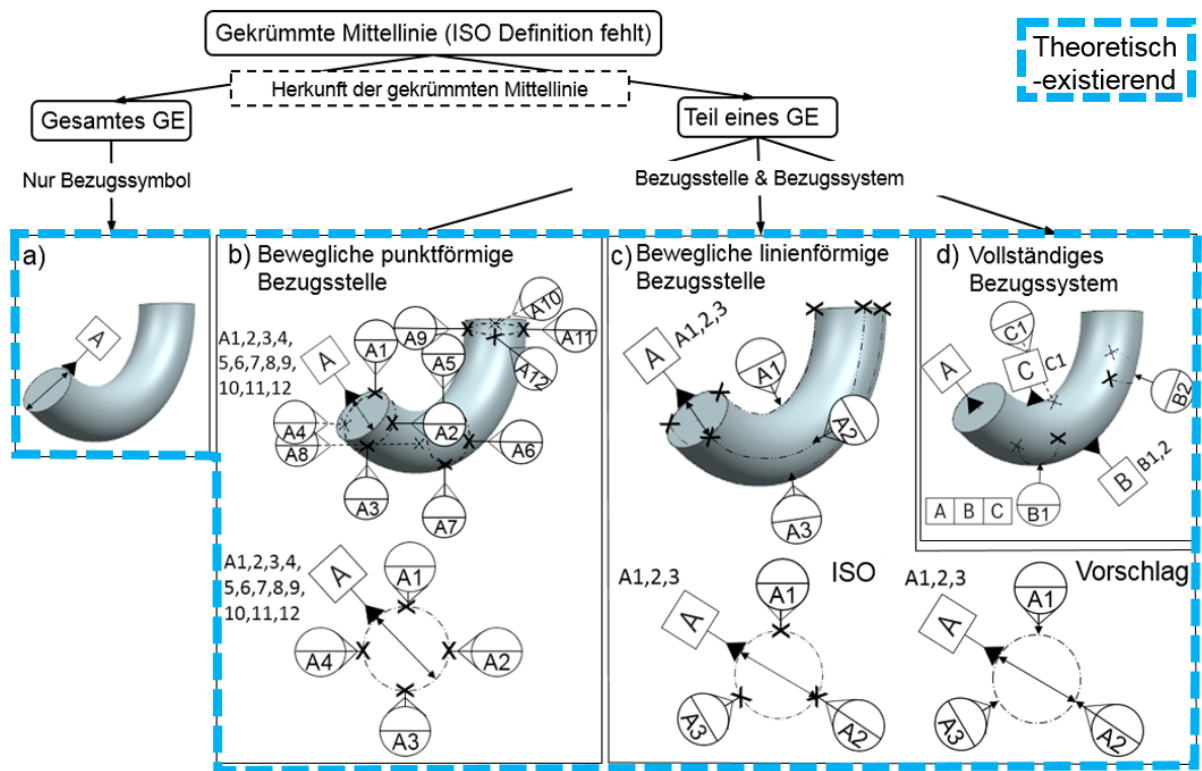 Gekrümmte Mittellinie (ISO Definition fehlt)
Theoretisch
-existierend
Herkunft der gekrümmten Mittellinie
Gesamtes GE
Teil eines GE
Nur Bezugssymbol
Bezugsstelle & Bezugssystem
a)
A
b) Bewegliche punktförmige
Bezugsstelle
A1,2,3,4,
5,6,7,8,9,
10,11,12
A
A1
A9
A10
A11
A5
A12
A4
A8
A2
A6
A3
A7
A1,2,3,4,
5,6,7,8,9,
10,11,12
A
A1
A4
A2
A3
c) Bewegliche linienförmige
Bezugsstelle
A
A1,2,3
A1
A2
A3
ISO
A1,2,3
A
A1
A3
A2
d) Vollständiges
Bezugssystem
C1
A
C
C1
B2
B
B1,2
A B C
B1
Vorschlag
A1,2,3
A
A1
A3
A2